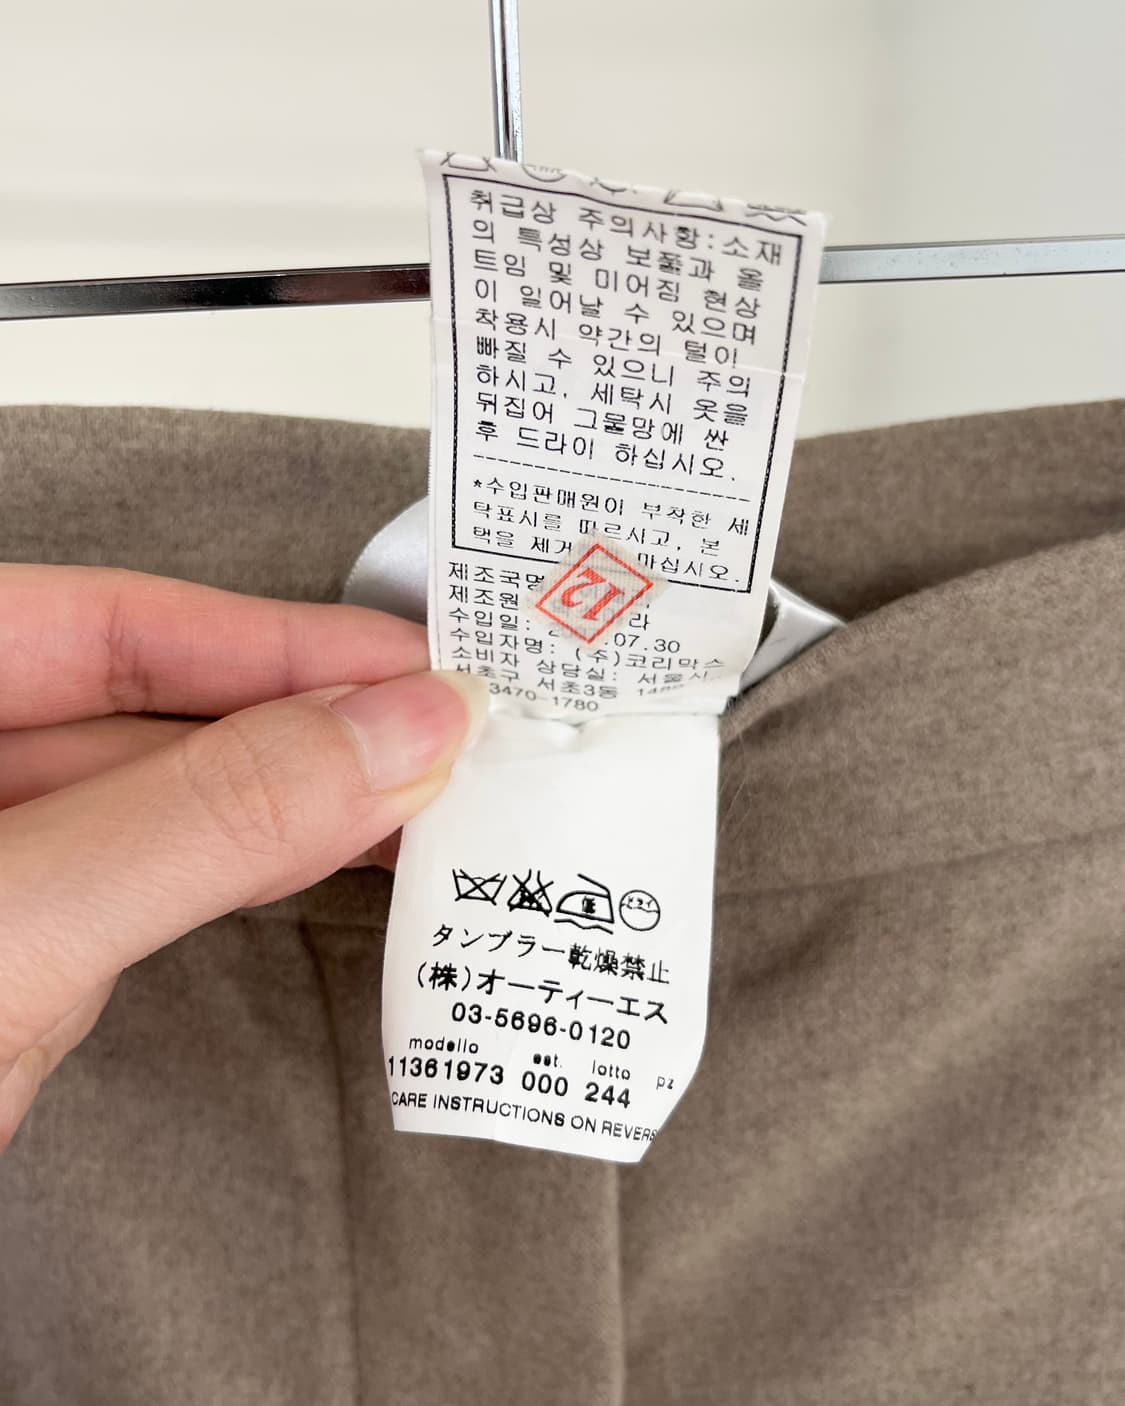 취급상 주의사항:소재
의 특성상 보풀과 올
트임 및 미어짐 현상
이 일어날 수 있으며
착용시 약간의 털이
빠질 수 있으니 주의
하시고, 세탁시 옷을
뒤집어 그물망에 싼
후 드라이 하십시오.
*수입판매원이 부착한 세
탁표시를 따르시고, 본
택을 제거 마십시오.
제조국명
제조원 라
수입일: .07.30
수입자명: (주)코리막스
소비자 상담실: 서울시
서초구 서초3동
3470-1780
12
ドライ
タンブラー乾燥禁止
(株)オーティーエス
03-5696-0120
modello est. lotto pz
11361973 000 244
CARE INSTRUCTIONS ON REVERS